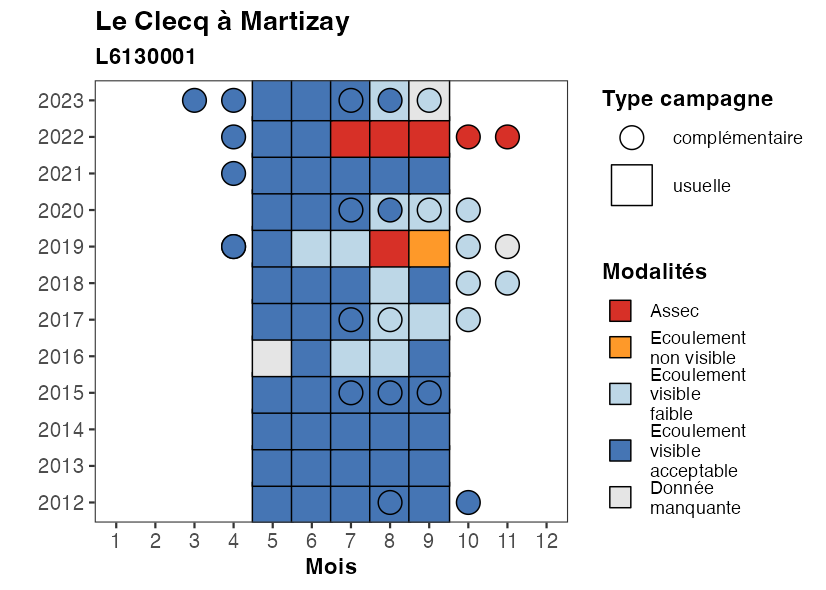 Le Clecq à Martizay
L6130001
2023
2022
2021
2020
2019
2018
2017
2016
2015
2014
2013
2012
1 2 3 4 5 6 7 8 9 10 11 12
Mois
Type campagne
complémentaire
usuelle
Modalités
Assec
Ecoulement
non visible
Ecoulement
visible
faible
Ecoulement
visible
acceptable
Donnée
manquante